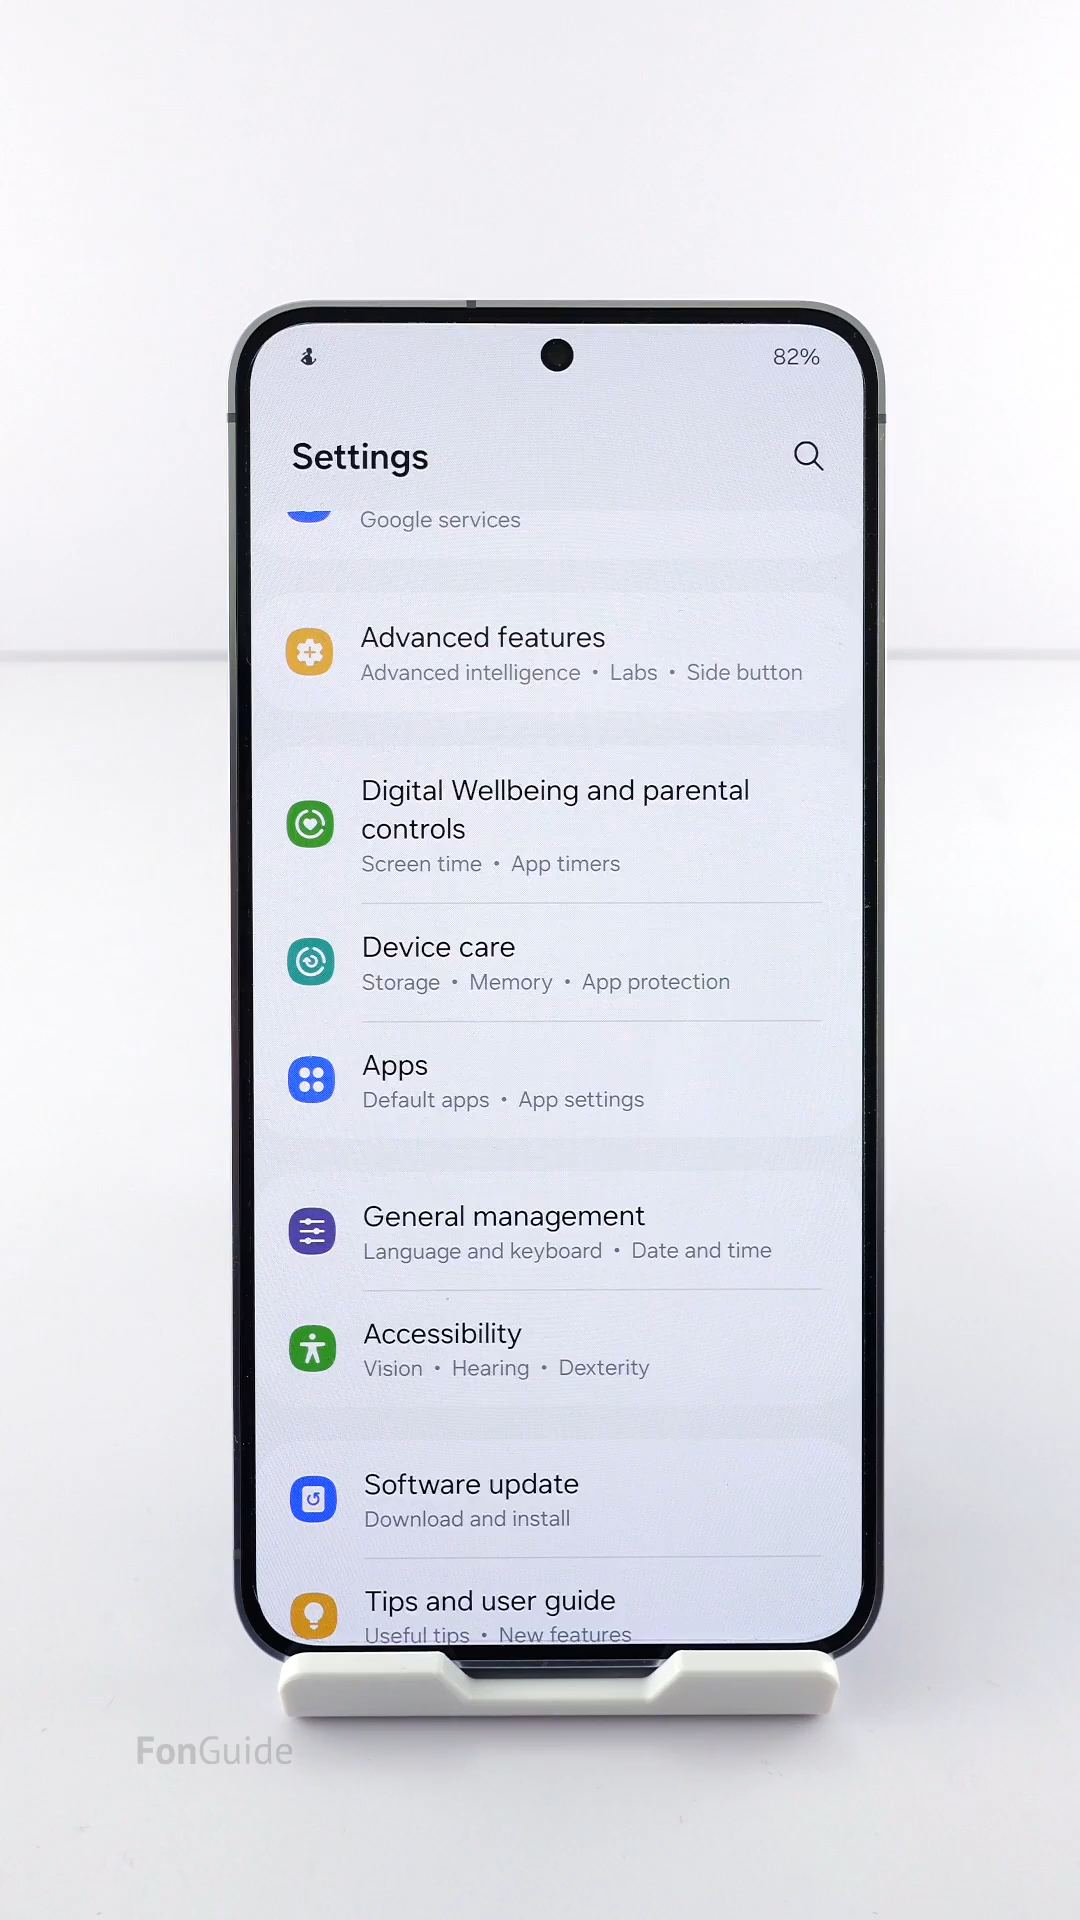 82%
Settings
Google services
Advanced features
Advanced intelligence • Labs • Side button
Digital Wellbeing and parental
controls
Screen time • App timers
Device care
Storage • Memory • App protection
Apps
Default apps • App settings
General management
Language and keyboard • Date and time
Accessibility
Vision • Hearing • Dexterity
Software update
Download and install
Tips and user guide
Useful tips • New features
FonGuide